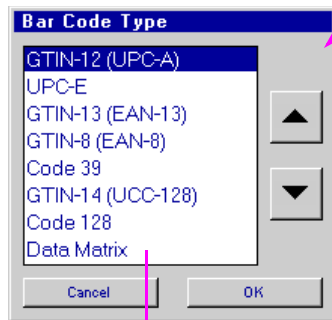 Bar Code Type
GTIN-12 (UPC-A)
UPC-E
GTIN-13 (EAN-13)
GTIN-8 (EAN-8)
Code 39
GTIN-14 (UCC-128)
Code 128
Data Matrix
Cancel OK